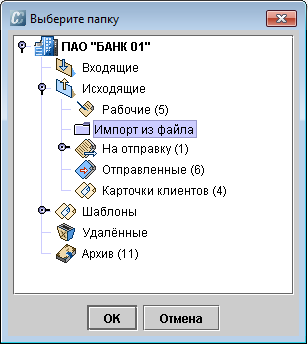 Выберите папку
ПАО "БАНК 01"
Входящие
Исходящие
Рабочие (5)
Импорт из файла
На отправку (1)
Отправленные (6)
Карточки клиентов (4)
Шаблоны
Удалённые
Архив (11)
OK
Отмена